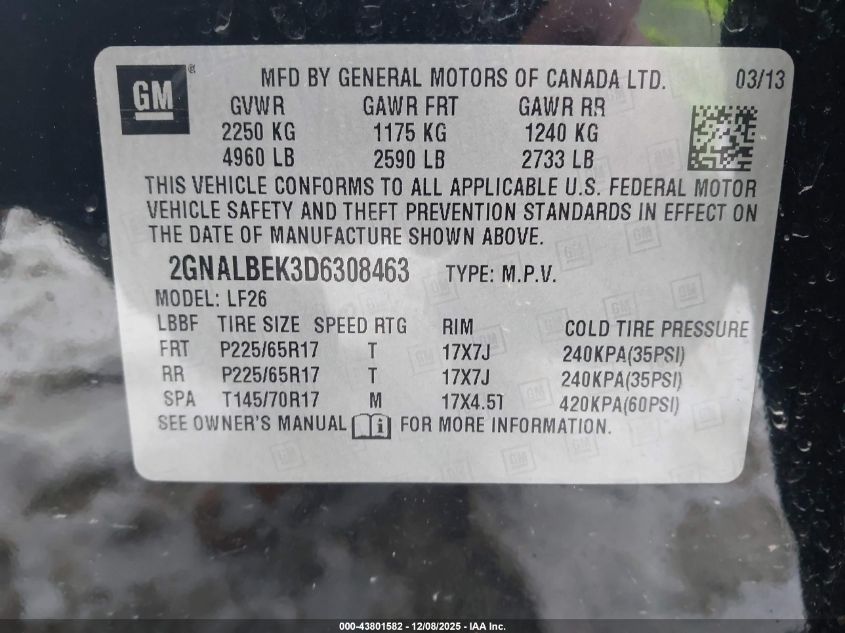 GM ® MFD BY GENERAL MOTORS OF CANADA LTD. 03/13
GVWR GAWR FRT GAWR RR
2250 KG 1175 KG 1240 KG
4960 LB 2590 LB 2733 LB
THIS VEHICLE CONFORMS TO ALL APPLICABLE U.S. FEDERAL MOTOR
VEHICLE SAFETY AND THEFT PREVENTION STANDARDS IN EFFECT ON
THE DATE OF MANUFACTURE SHOWN ABOVE.
2GNALBEK3D6308463 TYPE: M.P.V.
MODEL: LF26
LBBF TIRE SIZE SPEED RTG RIM COLD TIRE PRESSURE
FRT P225/65R17 T 17X7J 240KPA(35PSI)
RR P225/65R17 T 17X7J 240KPA(35PSI)
SPA T145/70R17 M 17X4.5T 420KPA(60PSI)
SEE OWNER'S MANUAL FOR MORE INFORMATION.
000-43801582 - 12/08/2025 - IAA Inc.